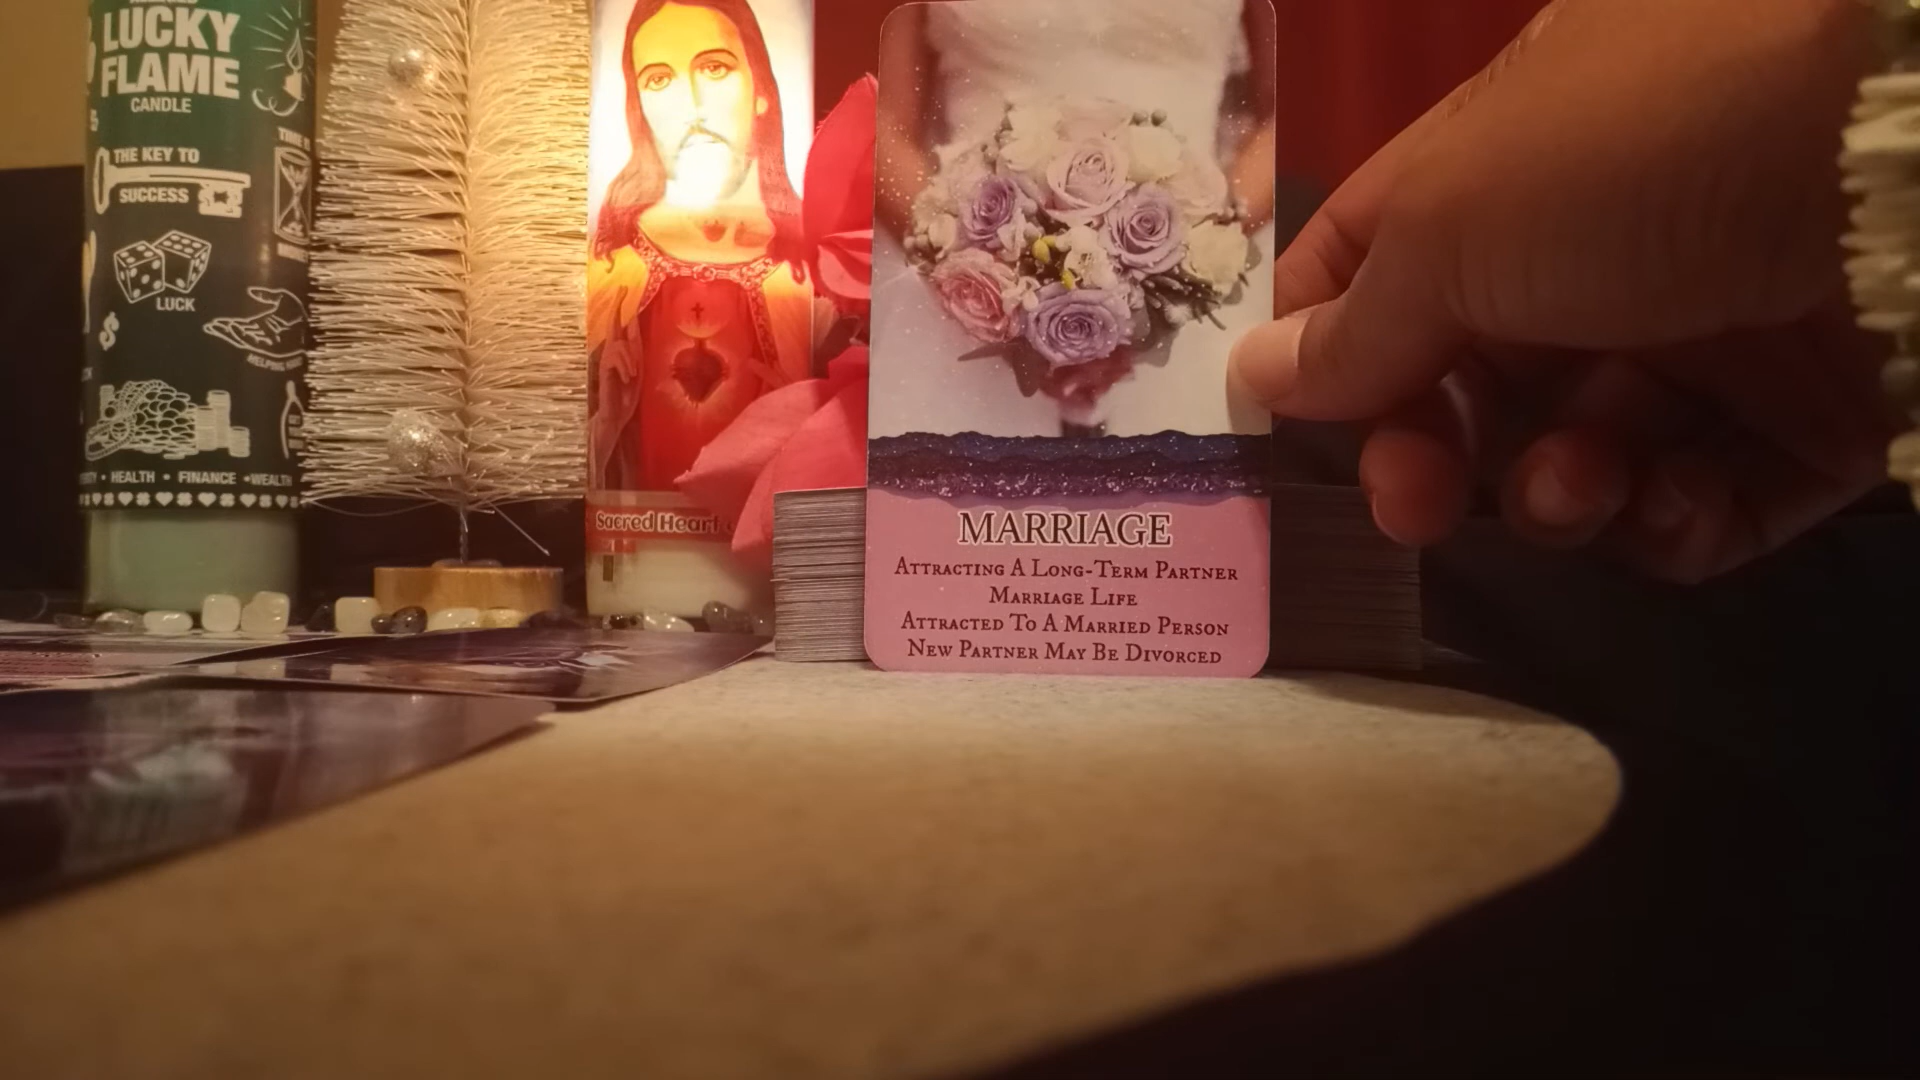 LUCKY
FLAME
CANDLE
THE KEY TO
SUCCESS
LUCK
$
HELPING
• HEALTH • FINANCE • WEALTH
Sacred Heart
MARRIAGE
ATTRACTING A LONG-TERM PARTNER
MARRIAGE LIFE
ATTRACTED TO A MARRIED PERSON
NEW PARTNER MAY BE DIVORCED